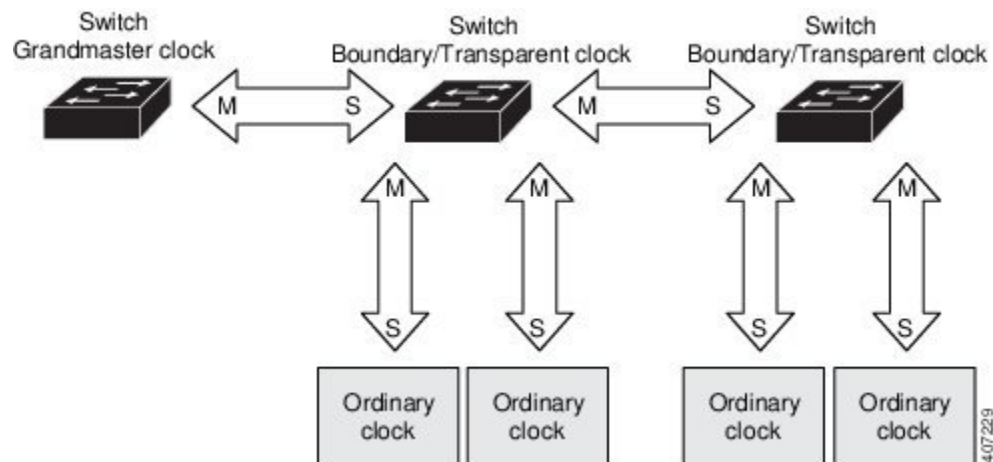 Switch
Grandmaster clock
Switch
Boundary/Transparent clock
Switch
Boundary/Transparent clock
M
S
M
S
M
M
M
M
S
S
S
S
Ordinary
clock
Ordinary
clock
Ordinary
clock
Ordinary
clock
407229